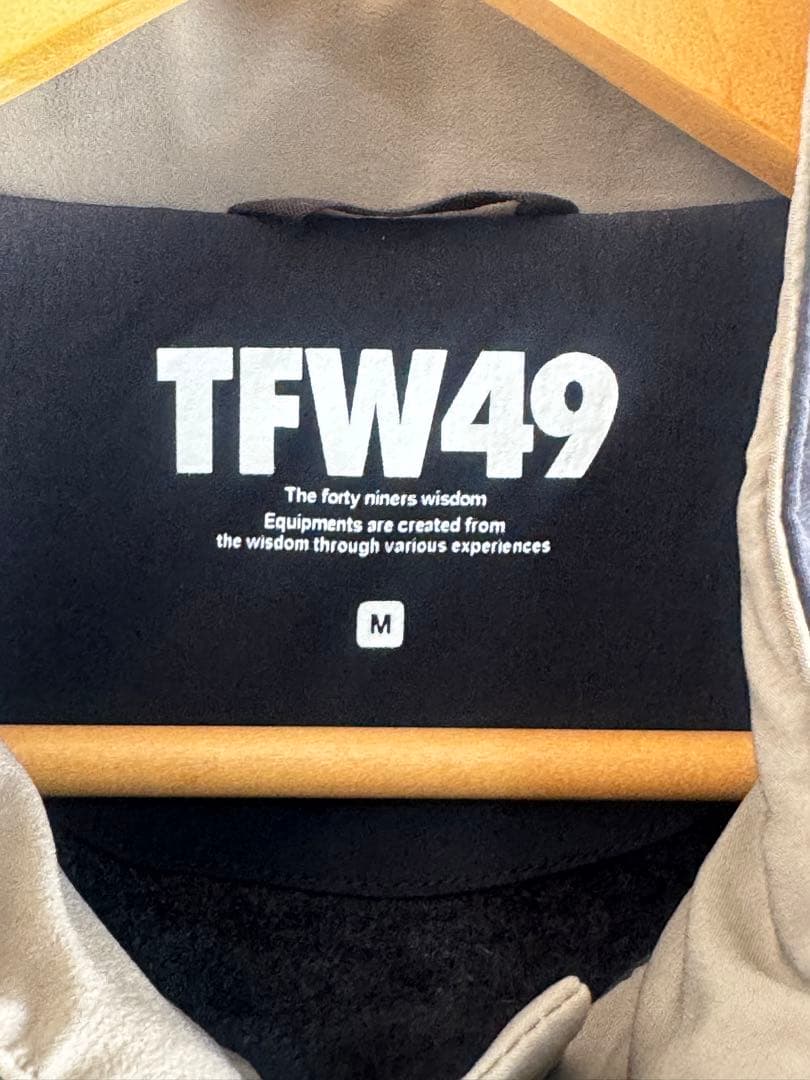 TFW49
The forty niners wisdom
Equipments are created from
the wisdom through various experiences
M